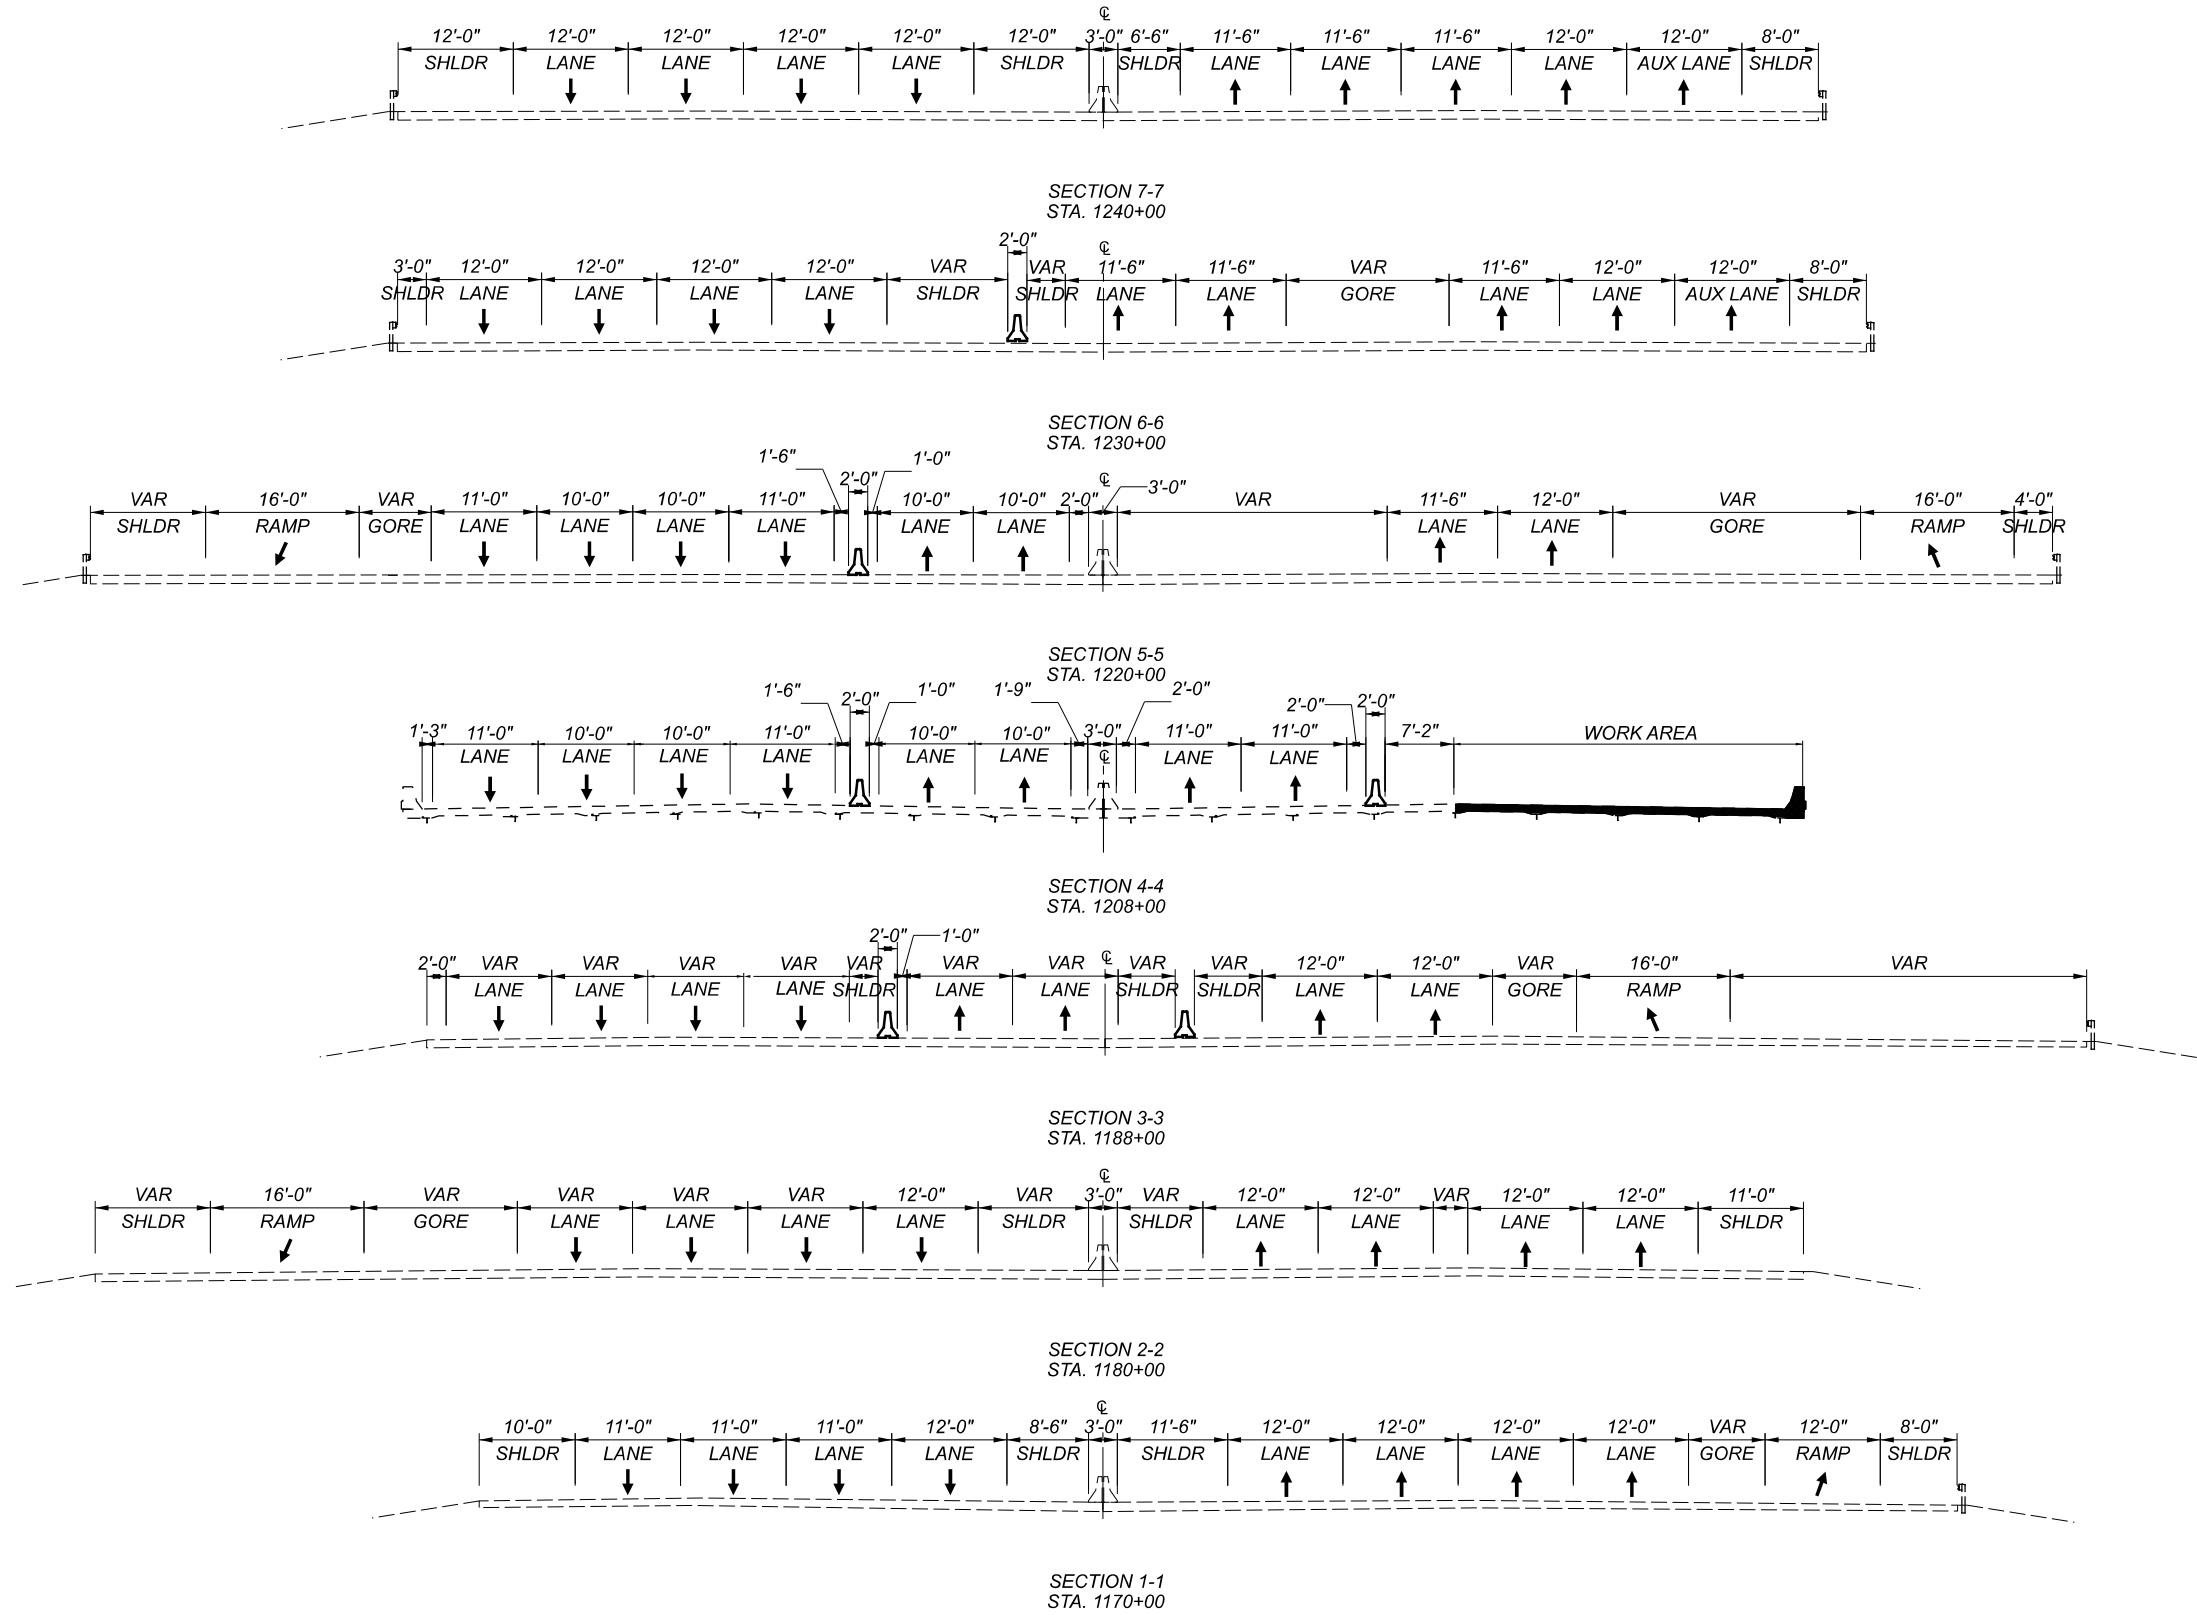 ℄
12'-0" 12'-0" 12'-0" 12'-0" 12'-0" 12'-0" 3'-0" 6'-6" 11'-6" 11'-6" 11'-6" 12'-0" 12'-0" 8'-0"
SHLDR LANE LANE LANE LANE SHLDR SHLDR LANE LANE LANE LANE AUX LANE SHLDR
SECTION 7-7
STA. 1240+00
2'-0" ℄
3'-0" 12'-0" 12'-0" 12'-0" 12'-0" VAR VAR 11'-6" 11'-6" VAR 11'-6" 12'-0" 12'-0" 8'-0"
SHLDR LANE LANE LANE LANE SHLDR SHLDR LANE LANE GORE LANE LANE AUX LANE SHLDR
SECTION 6-6
STA. 1230+00
1'-6" 2'-0" 1'-0" ℄ 3'-0"
VAR 16'-0" VAR 11'-0" 10'-0" 10'-0" 11'-0" 10'-0" 10'-0" 2'-0" VAR 11'-6" 12'-0" VAR 16'-0" 4'-0"
SHLDR RAMP GORE LANE LANE LANE LANE LANE LANE LANE LANE GORE RAMP SHLDR
SECTION 5-5
STA. 1220+00
1'-6" 2'-0" 1'-0" 1'-9" 2'-0" 2'-0" 2'-0"
1'-3" 11'-0" 10'-0" 10'-0" 11'-0" 10'-0" 10'-0" 3'-0" 11'-0" 11'-0" 7'-2" WORK AREA
LANE LANE LANE LANE LANE LANE ℄ LANE LANE
SECTION 4-4
STA. 1208+00
2'-0" 1'-0" ℄
2'-0" VAR VAR VAR VAR VAR VAR VAR VAR VAR 12'-0" 12'-0" VAR 16'-0" VAR
LANE LANE LANE LANE SHLDR LANE LANE SHLDR SHLDR LANE LANE GORE RAMP
SECTION 3-3
STA. 1188+00
℄
VAR 16'-0" VAR VAR VAR VAR 12'-0" VAR 3'-0" VAR 12'-0" 12'-0" VAR 12'-0" 12'-0" 11'-0"
SHLDR RAMP GORE LANE LANE LANE LANE SHLDR SHLDR LANE LANE LANE LANE SHLDR
SECTION 2-2
STA. 1180+00
℄
10'-0" 11'-0" 11'-0" 11'-0" 12'-0" 8'-6" 3'-0" 11'-6" 12'-0" 12'-0" 12'-0" 12'-0" VAR 12'-0" 8'-0"
SHLDR LANE LANE LANE LANE SHLDR SHLDR LANE LANE LANE LANE GORE RAMP SHLDR
SECTION 1-1
STA. 1170+00